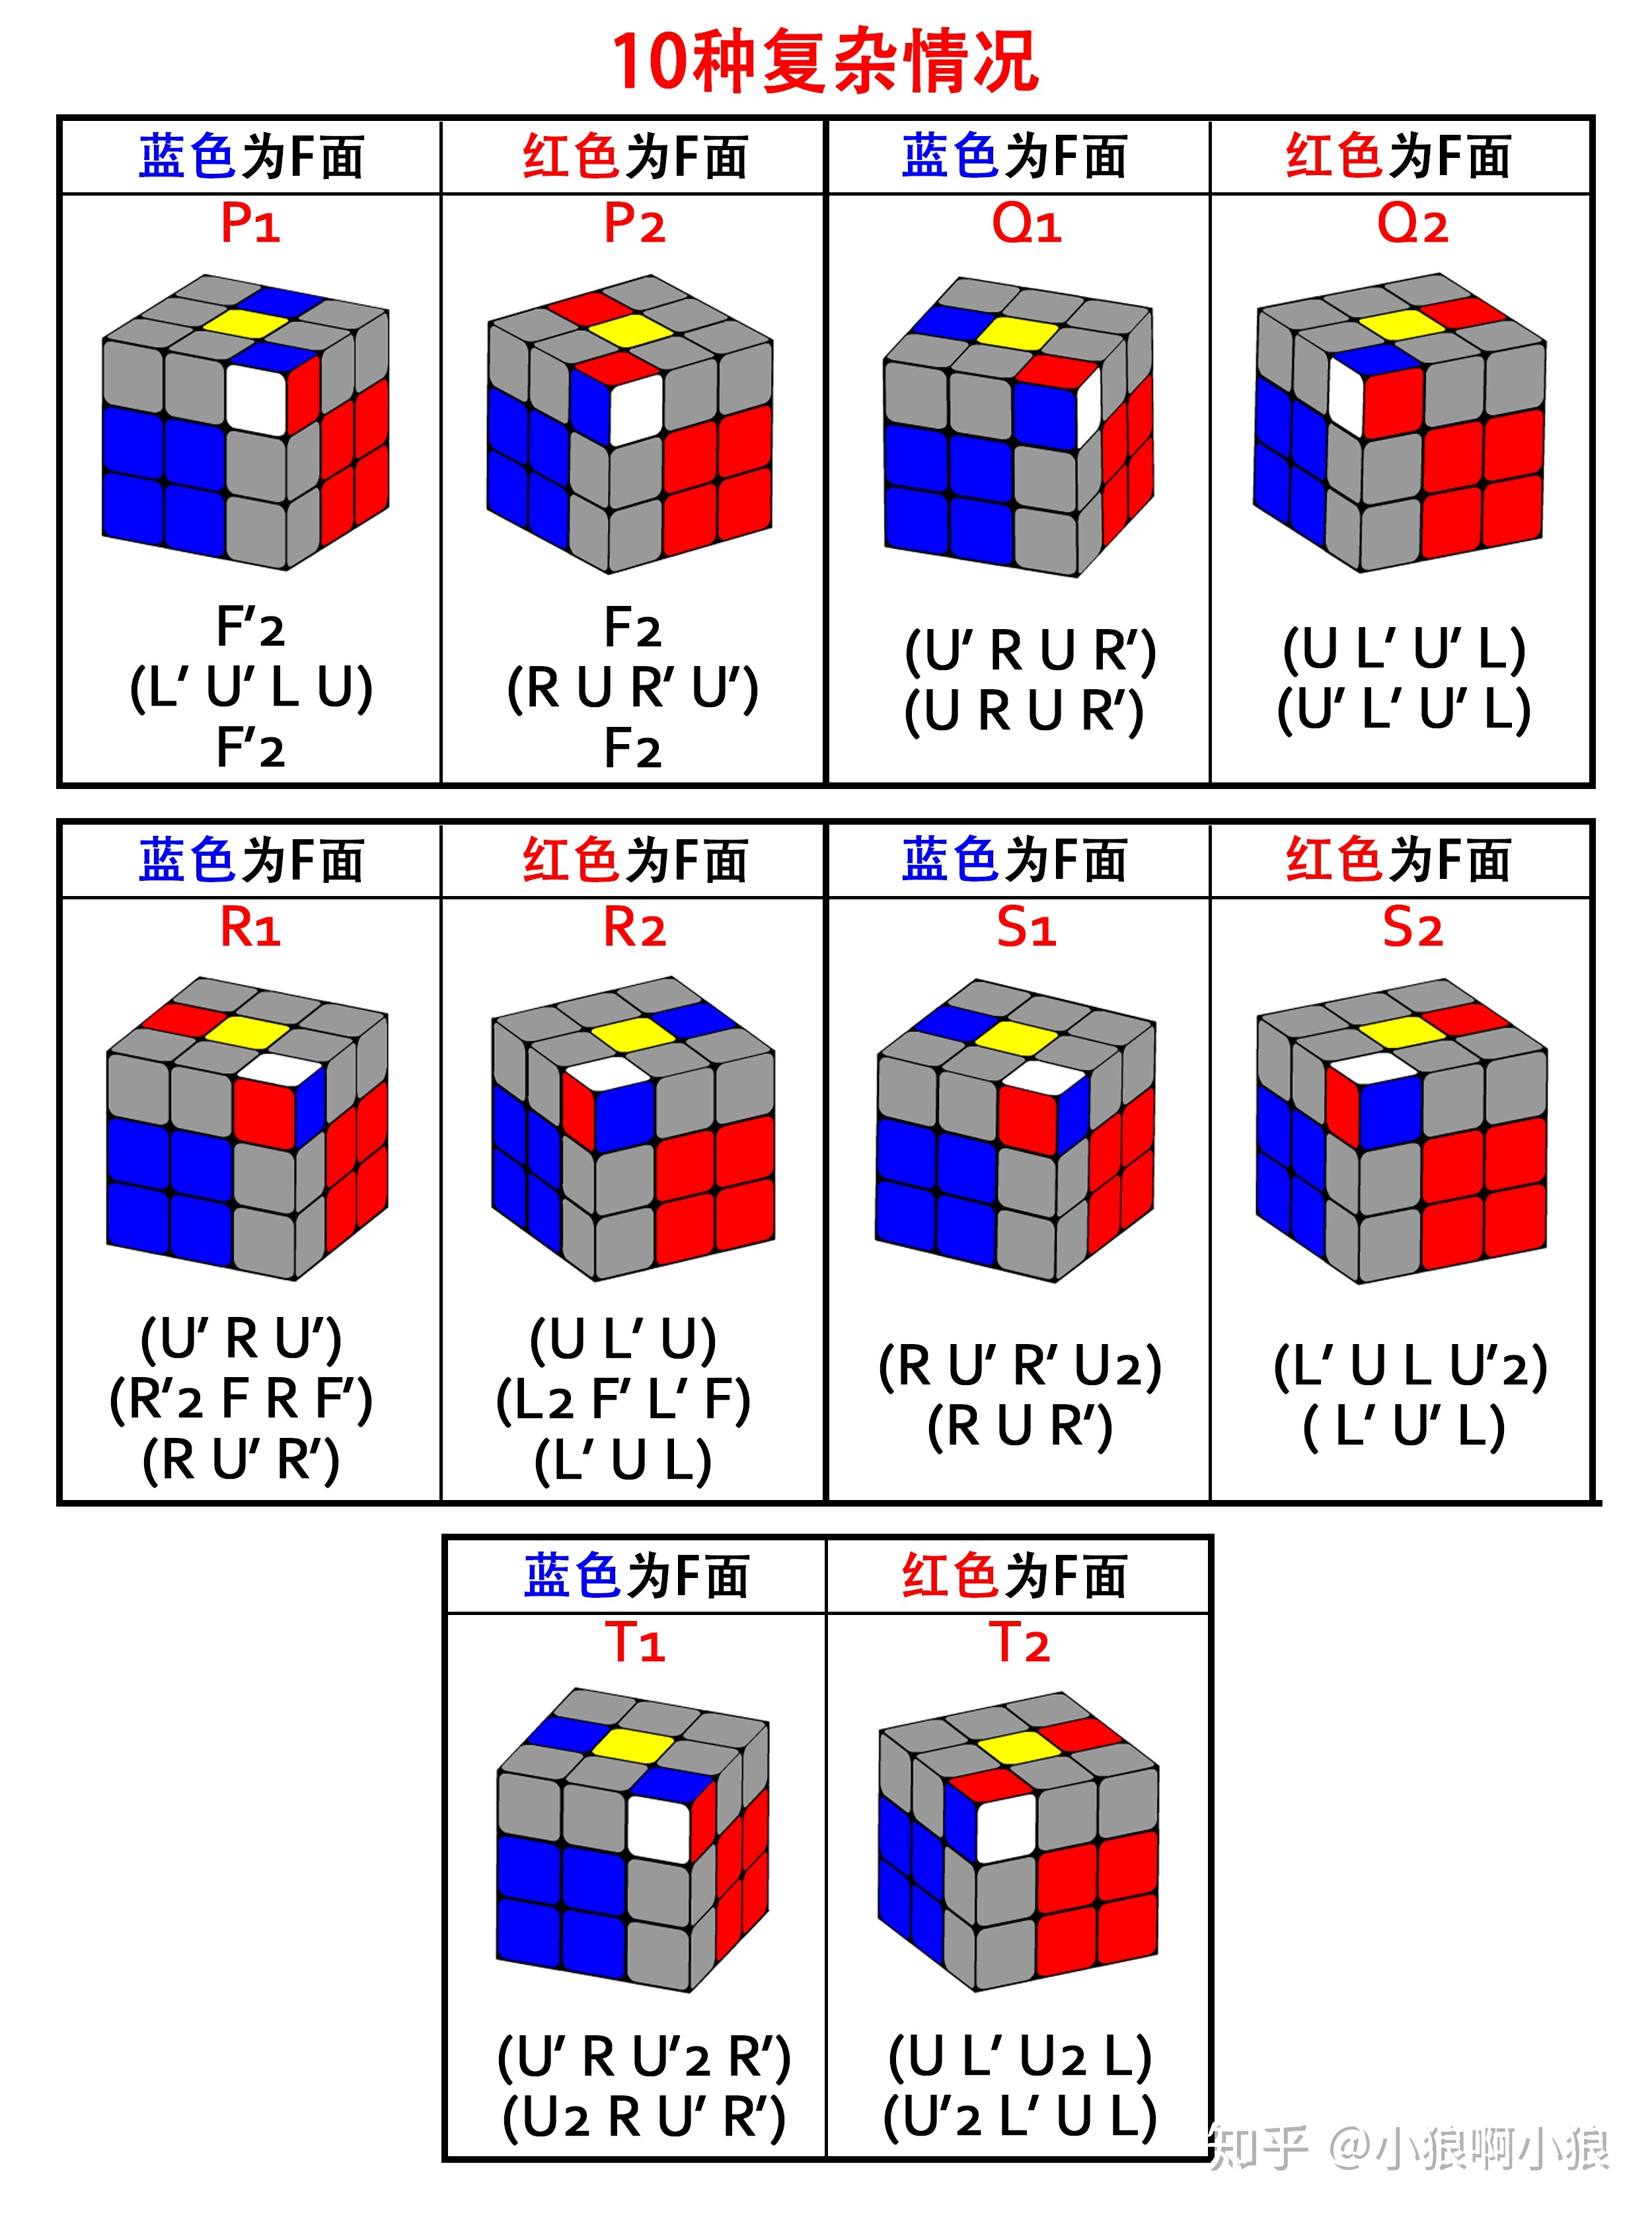 10种复杂情况
蓝色为F面 红色为F面 蓝色为F面 红色为F面
P1 P2 Q1 Q2
F'2
(L' U' L U)
F'2
F2
(R U R' U')
F2
(U' R U R')
(U R U R')
(U L' U' L)
(U' L' U' L)
蓝色为F面 红色为F面 蓝色为F面 红色为F面
R1 R2 S1 S2
(U' R U')
(R'2 F R F')
(R U' R')
(U L' U)
(L2 F' L' F)
(L' U L)
(R U' R' U2)
(R U R')
(L' U L U'2)
( L' U' L)
蓝色为F面 红色为F面
T1 T2
(U' R U'2 R')
(U2 R U' R')
(U L' U2 L)
(U'2 L' U L)
知乎 @小狼啊小狼